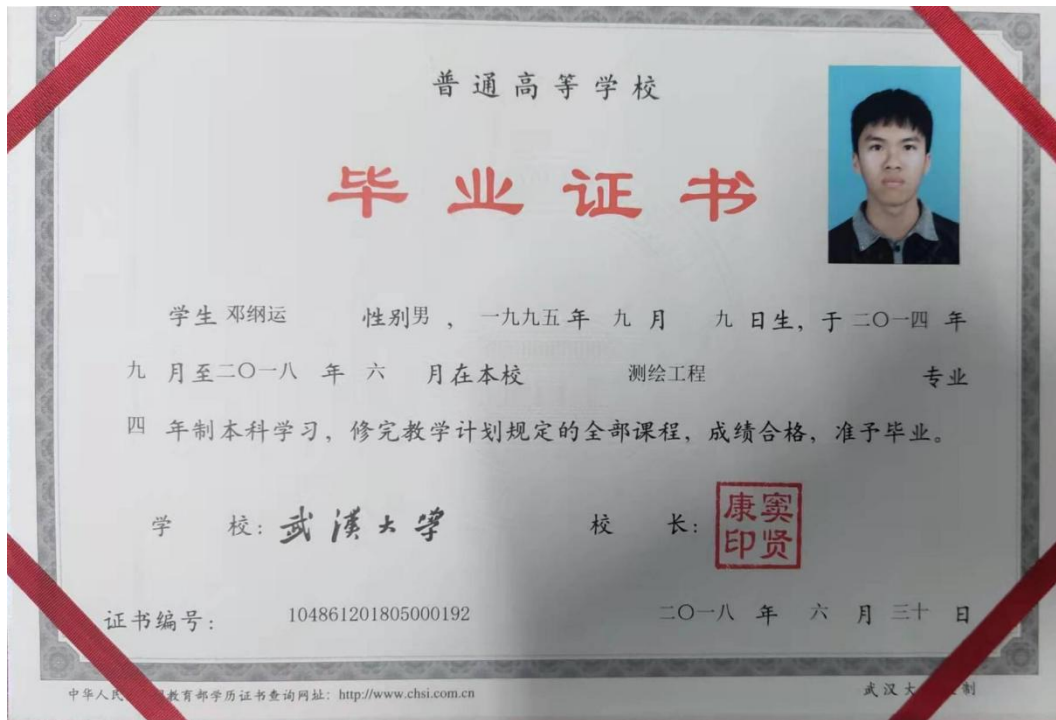 普通高等学校
毕业证书
学生 邓纲运 性别 男 , 一九九五 年 九 月 九 日生, 于 二〇一四 年
九 月至 二〇一八 年 六 月在本校 测绘工程 专业
四 年制本科学习, 修完教学计划规定的全部课程, 成绩合格, 准予毕业。
学 校: 武漢大学 校 长: 窦贤康印
证书编号: 104861201805000192 二〇一八 年 六 月 三十 日
中华人民 教育部学历证书查询网址: http://www.chsi.com.cn 武汉大 制